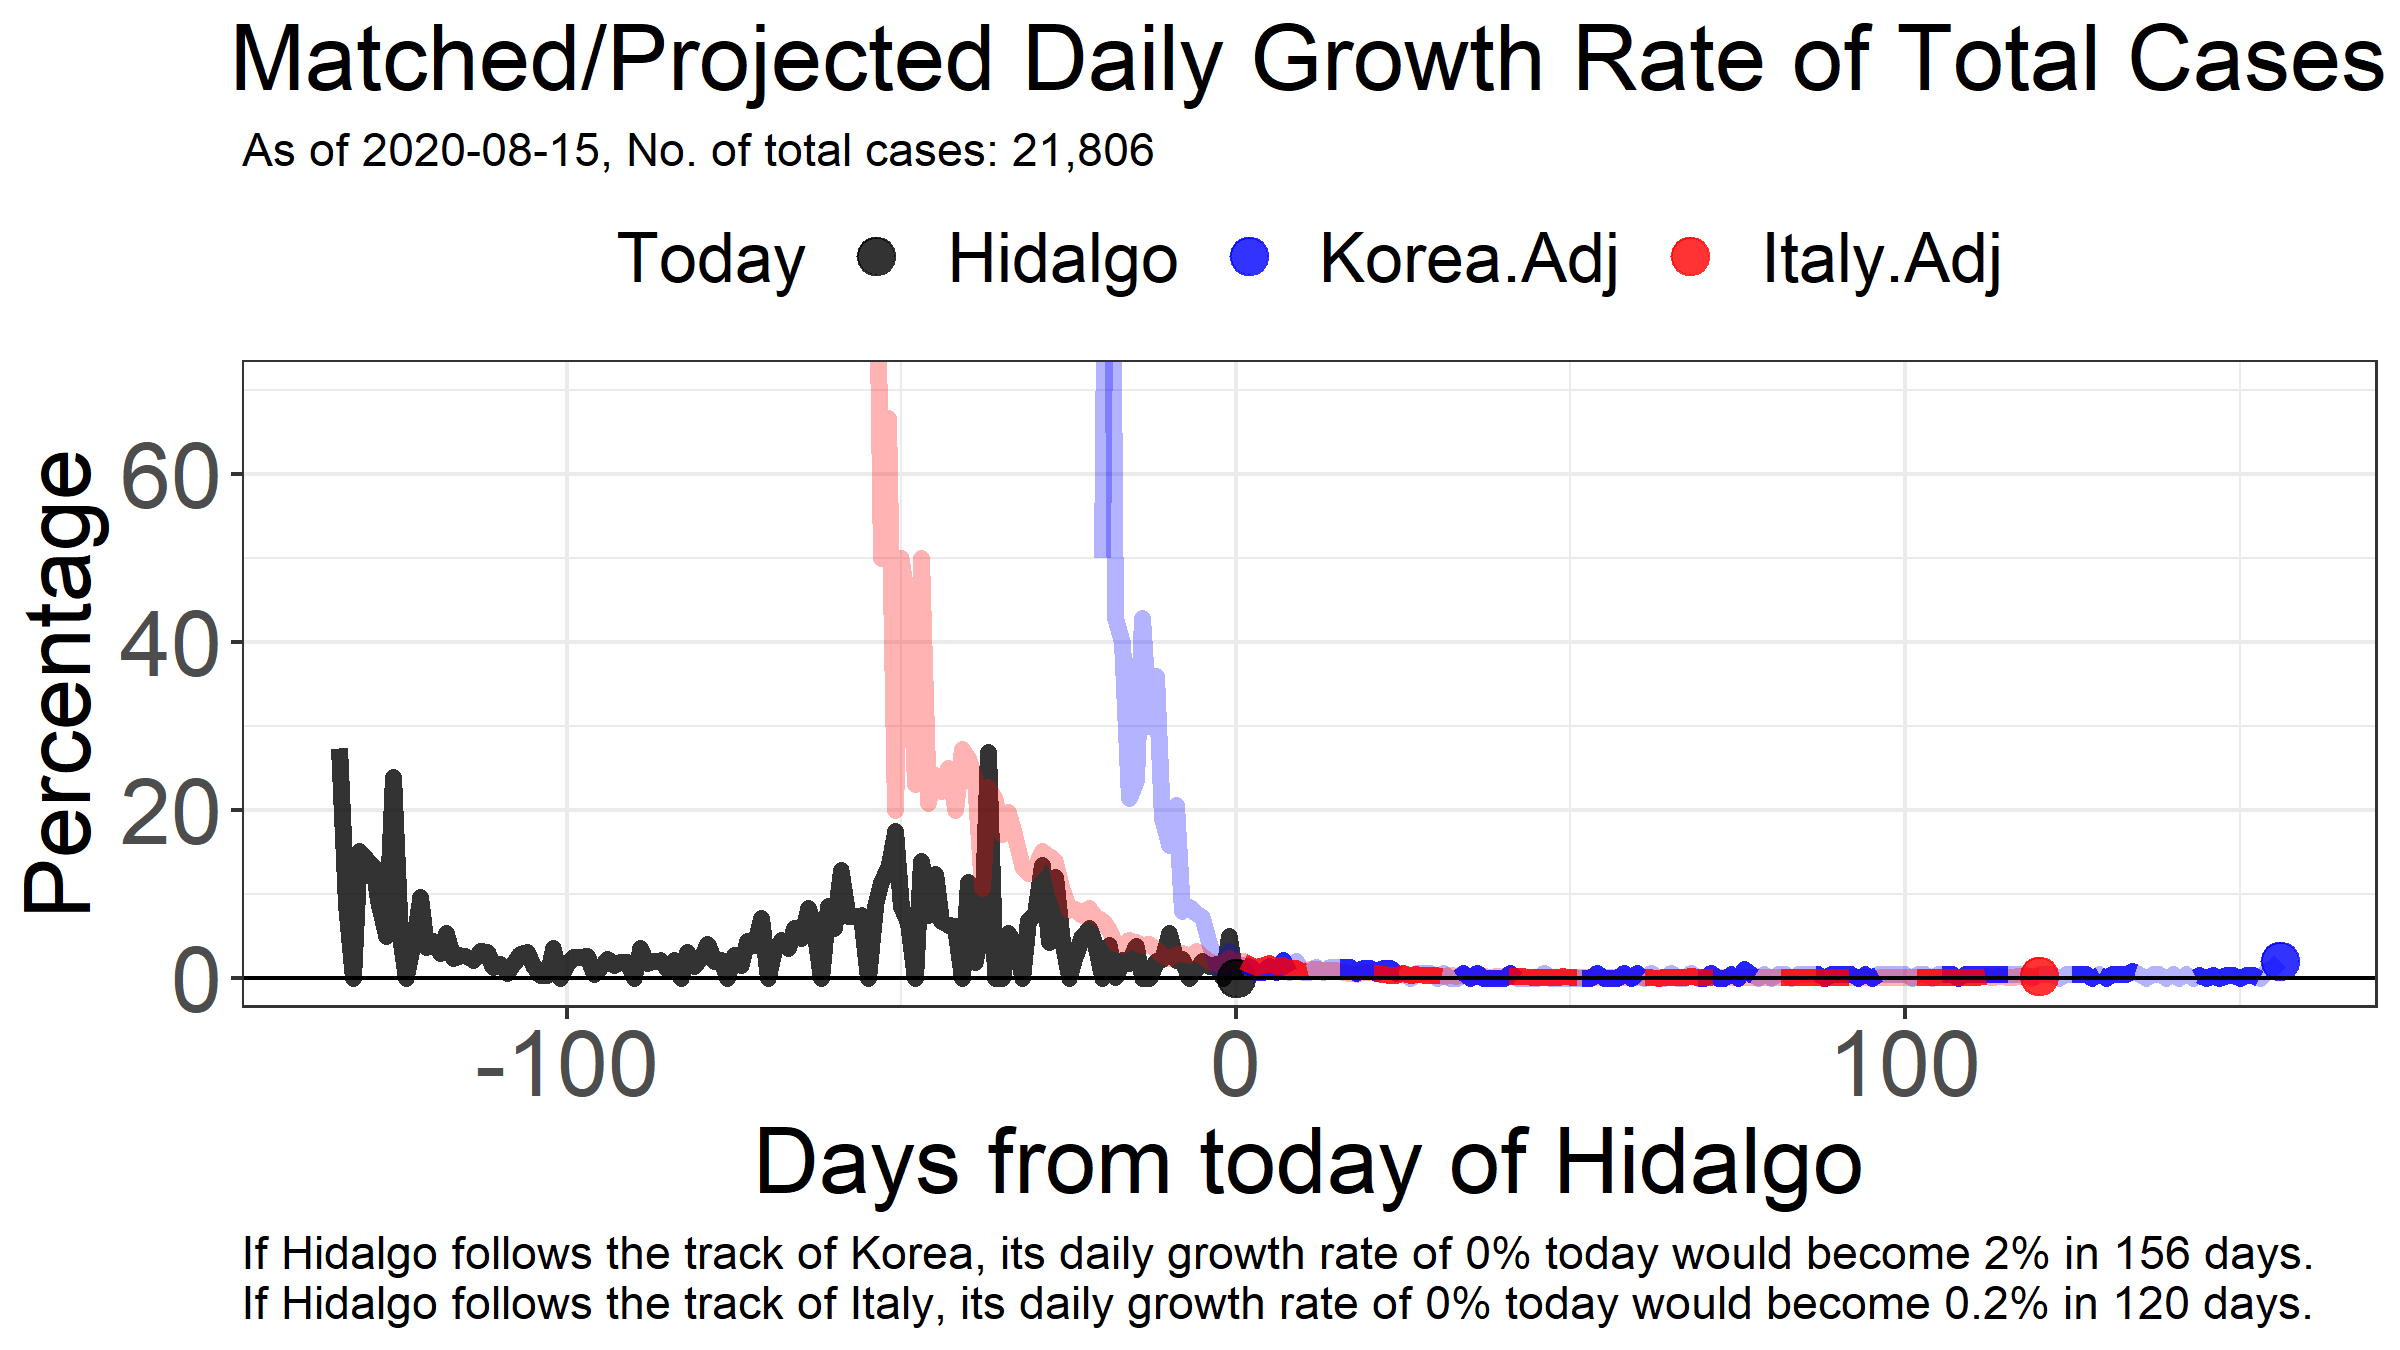 Matched/Projected Daily Growth Rate of Total Cases
As of 2020-08-15, No. of total cases: 21,806
Today Hidalgo Korea.Adj Italy.Adj
Percentage
60
40
20
0
-100 0 100
Days from today of Hidalgo
If Hidalgo follows the track of Korea, its daily growth rate of 0% today would become 2% in 156 days.
If Hidalgo follows the track of Italy, its daily growth rate of 0% today would become 0.2% in 120 days.